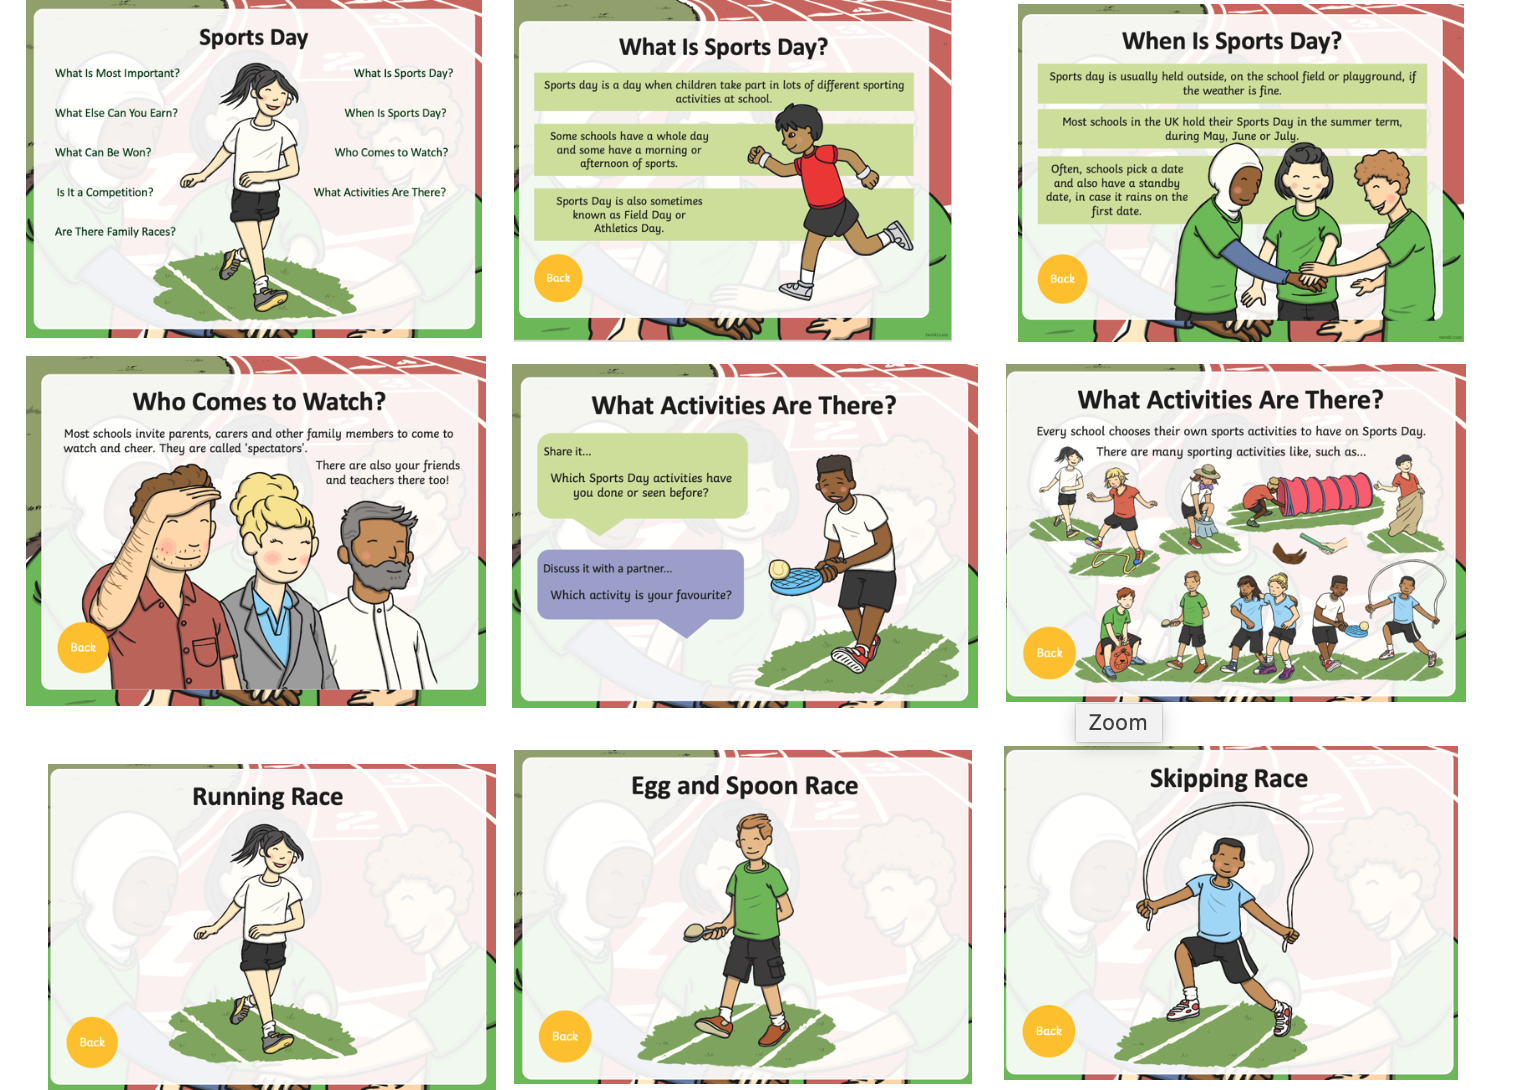 Sports Day
What Is Most Important?
What Is Sports Day?
What Else Can You Earn?
When Is Sports Day?
What Can Be Won?
Who Comes to Watch?
Is It a Competition?
What Activities Are There?
Are There Family Races?
What Is Sports Day?
Sports day is a day when children take part in lots of different sporting
activities at school.
Some schools have a whole day
and some have a morning or
afternoon of sports.
Sports Day is also sometimes
known as Field Day or
Athletics Day.
Back
When Is Sports Day?
Sports day is usually held outside, on the school field or playground, if
the weather is fine.
Most schools in the UK hold their Sports Day in the summer term,
during May, June or July.
Often, schools pick a date
and also have a standby
date, in case it rains on the
first date.
Back
Who Comes to Watch?
Most schools invite parents, carers and other family members to come to
watch and cheer. They are called 'spectators'.
There are also your friends
and teachers there too!
Back
What Activities Are There?
Share it...
Which Sports Day activities have
you done or seen before?
Discuss it with a partner...
Which activity is your favourite?
What Activities Are There?
Every school chooses their own sports activities to have on Sports Day.
There are many sporting activities like, such as...
Back
Zoom
Running Race
Back
Egg and Spoon Race
Back
Skipping Race
Back